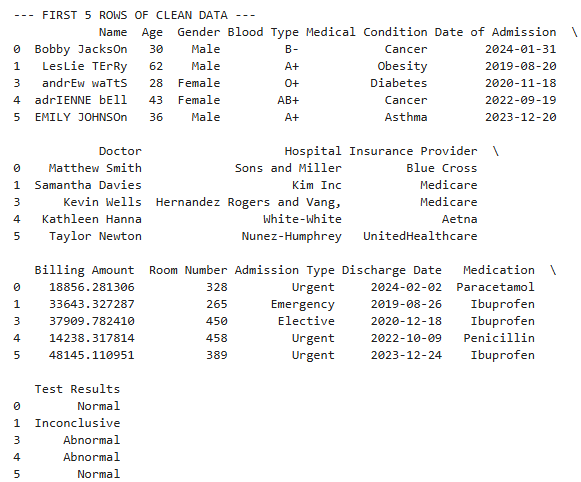 --- FIRST 5 ROWS OF CLEAN DATA ---
            Name  Age  Gender Blood Type Medical Condition Date of Admission  \
0  Bobby JacksOn   30    Male         B-            Cancer        2024-01-31
1   LesLie TErRy   62    Male         A+           Obesity        2019-08-20
3   andrEw waTtS   28  Female         O+          Diabetes        2020-11-18
4  adrIENNE bEll   43  Female        AB+            Cancer        2022-09-19
5  EMILY JOHNSOn   36    Male         A+            Asthma        2023-12-20

            Doctor                   Hospital Insurance Provider  \
0    Matthew Smith            Sons and Miller         Blue Cross
1  Samantha Davies                    Kim Inc           Medicare
3      Kevin Wells  Hernandez Rogers and Vang,           Medicare
4   Kathleen Hanna                White-White              Aetna
5    Taylor Newton             Nunez-Humphrey   UnitedHealthcare

   Billing Amount  Room Number Admission Type Discharge Date   Medication  \
0    18856.281306          328         Urgent     2024-02-02  Paracetamol
1    33643.327287          265      Emergency     2019-08-26    Ibuprofen
3    37909.782410          450       Elective     2020-12-18    Ibuprofen
4    14238.317814          458         Urgent     2022-10-09   Penicillin
5    48145.110951          389         Urgent     2023-12-24    Ibuprofen

   Test Results
0        Normal
1  Inconclusive
3      Abnormal
4      Abnormal
5        Normal